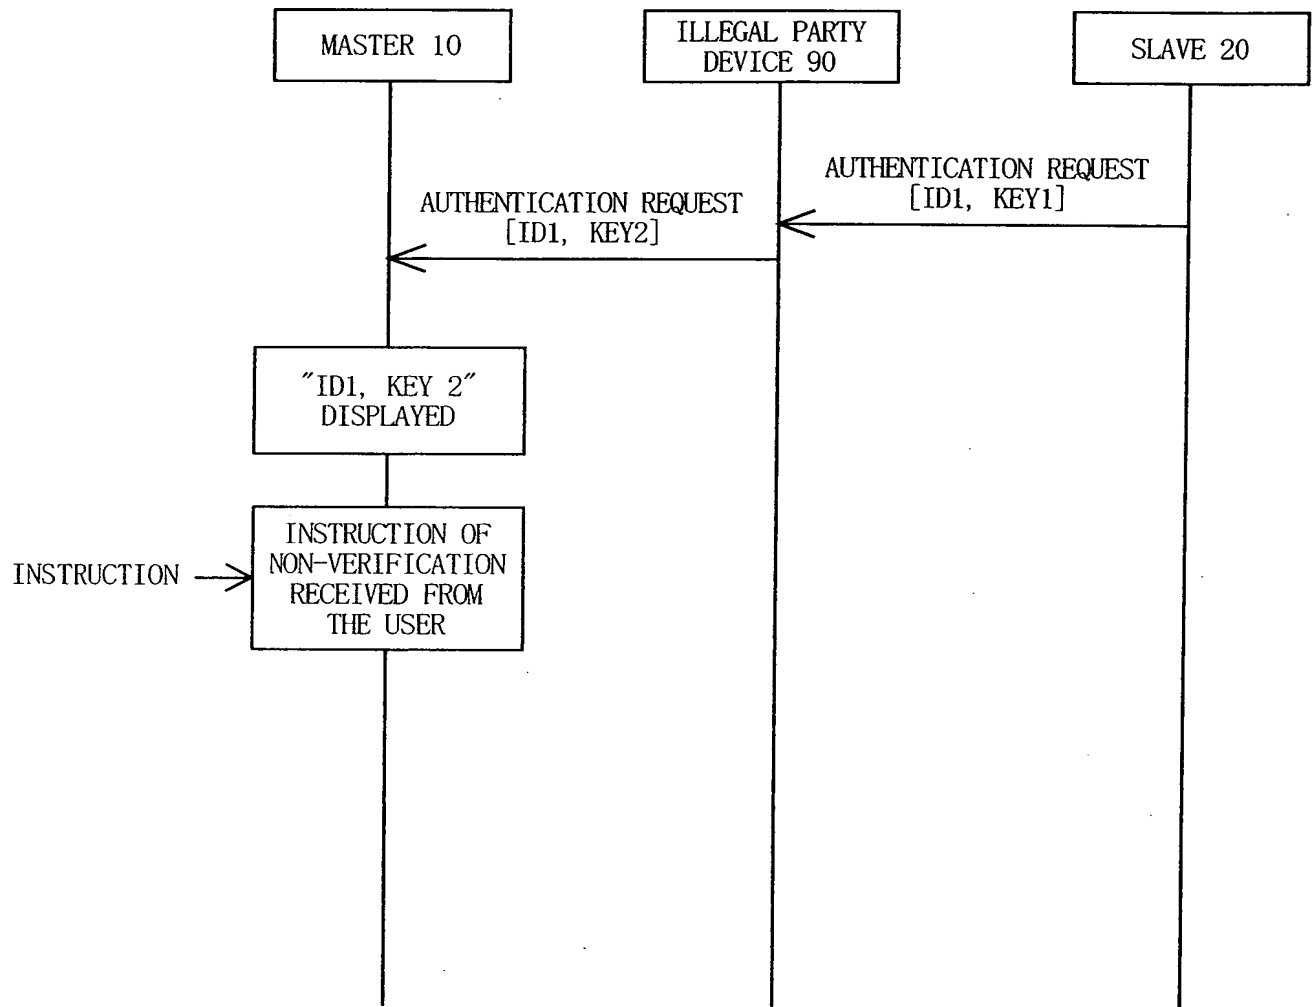 MASTER 10
ILLEGAL PARTY
DEVICE 90
SLAVE 20
AUTHENTICATION REQUEST
[ID1, KEY1]
AUTHENTICATION REQUEST
[ID1, KEY2]
"ID1, KEY 2"
DISPLAYED
INSTRUCTION
INSTRUCTION OF
NON-VERIFICATION
RECEIVED FROM
THE USER